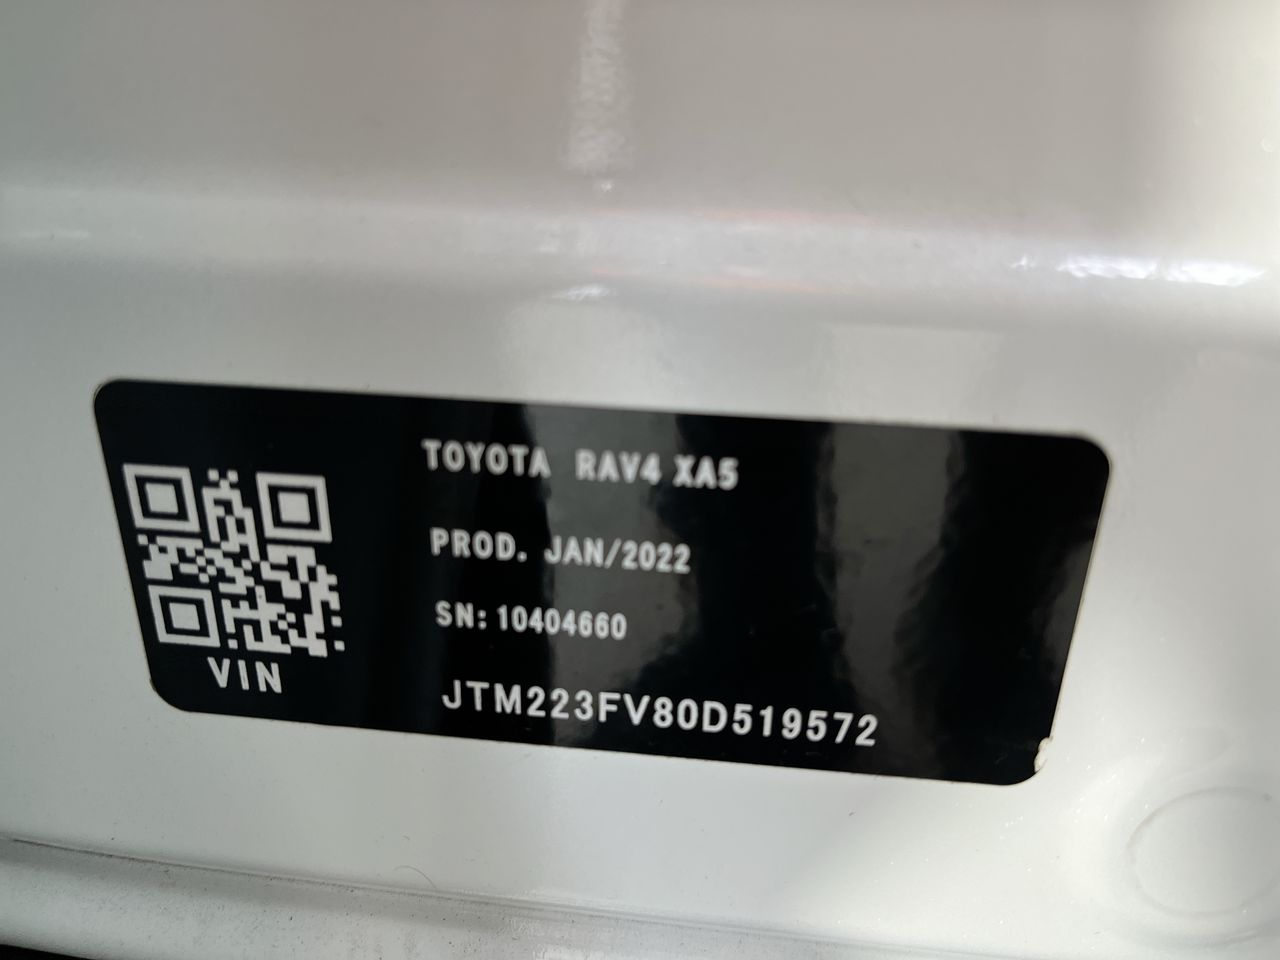 TOYOTA RAV4 XA5
PROD. JAN/2022
SN: 10404660
VIN
JTM223FV80D519572